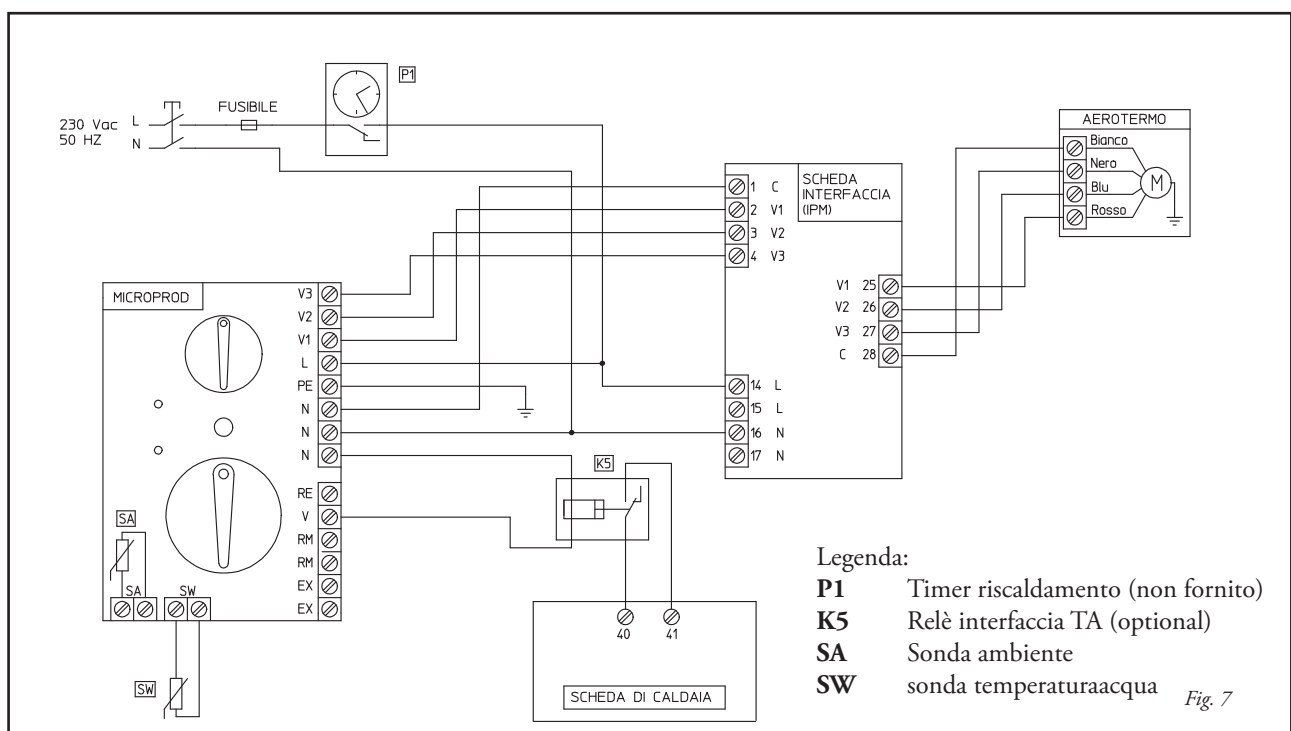 P1
FUSIBILE
230 Vac L
50 HZ N
AEROTERMO
Bianco
Nero
Blu
Rosso
M
SCHEDA
INTERFACCIA
(IPM)
1 C
2 V1
3 V2
4 V3
V1 25
V2 26
V3 27
C 28
14 L
15 L
16 N
17 N
MICROPROD
V3
V2
V1
L
PE
N
N
N
RE
V
RM
RM
EX
EX
SA
SA
SW
SW
K5
40 41
SCHEDA DI CALDAIA
Legenda:
P1 Timer riscaldamento (non fornito)
K5 Relè interfaccia TA (optional)
SA Sonda ambiente
SW sonda temperaturaacqua
Fig. 7